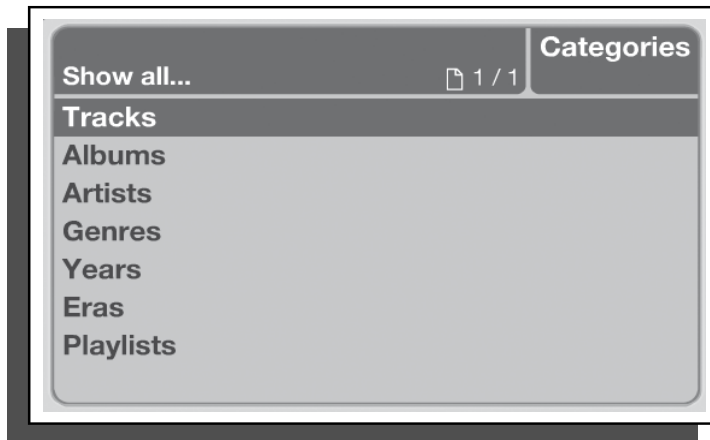 Categories
Show all... 1 / 1
Tracks
Albums
Artists
Genres
Years
Eras
Playlists